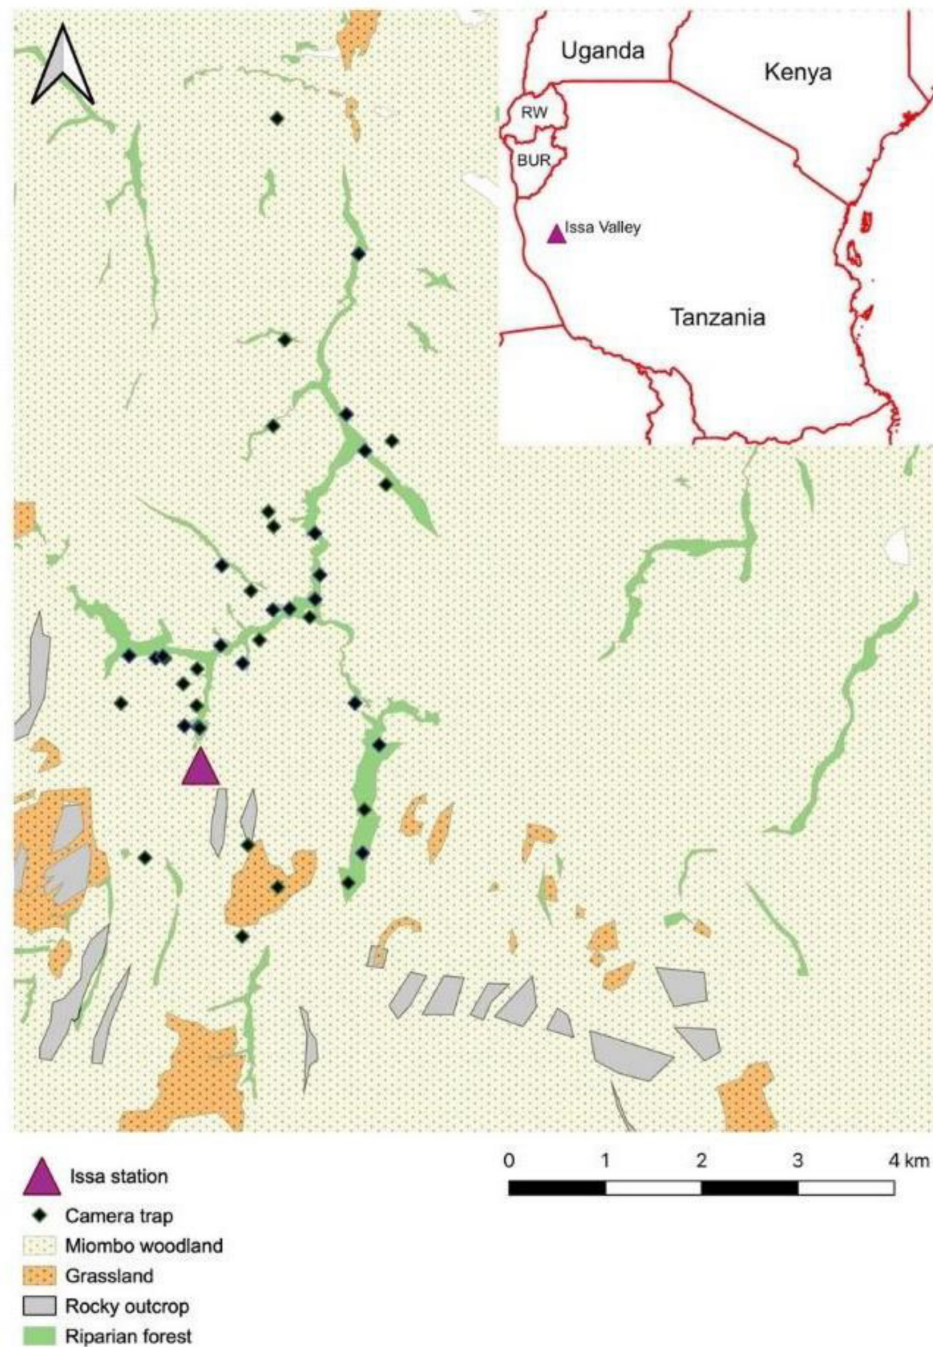 Uganda
Kenya
RW
BUR
Issa Valley
Tanzania
Issa station
Camera trap
Miombo woodland
Grassland
Rocky outcrop
Riparian forest
0 1 2 3 4 km